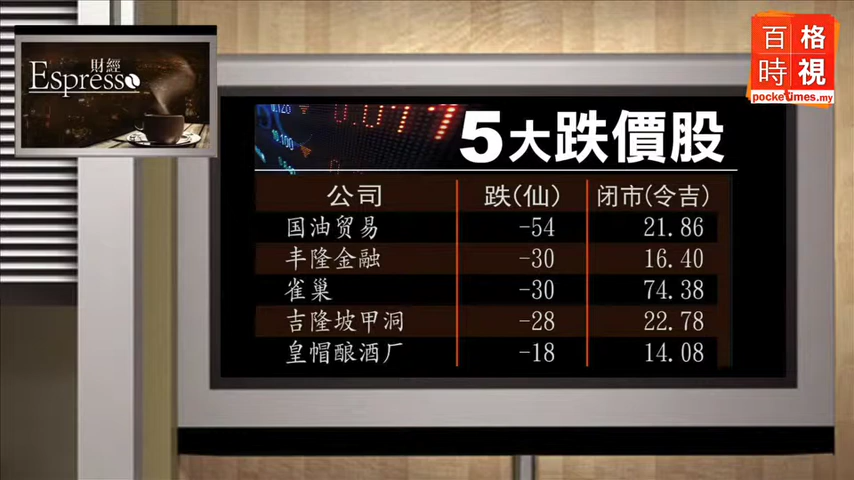 財經
Espresso
百格
時視
pocketimes.my
5大跌價股
公司 跌(仙) 闭市(令吉)
国油贸易 -54 21.86
丰隆金融 -30 16.40
雀巢 -30 74.38
吉隆坡甲洞 -28 22.78
皇帽酿酒厂 -18 14.08